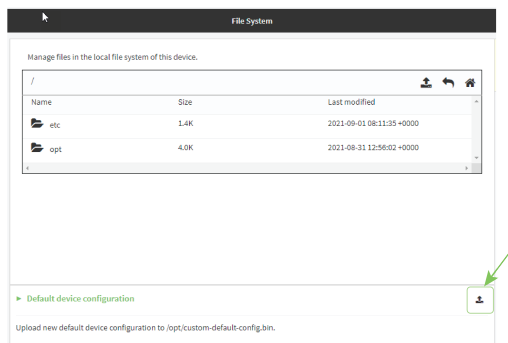 File System
Manage files in the local file system of this device.
/
Name Size Last modified
etc 1.4K 2021-09-01 08:11:35 +0000
opt 4.0K 2021-08-31 12:56:02 +0000
Default device configuration
Upload new default device configuration to /opt/custom-default-config.bin.